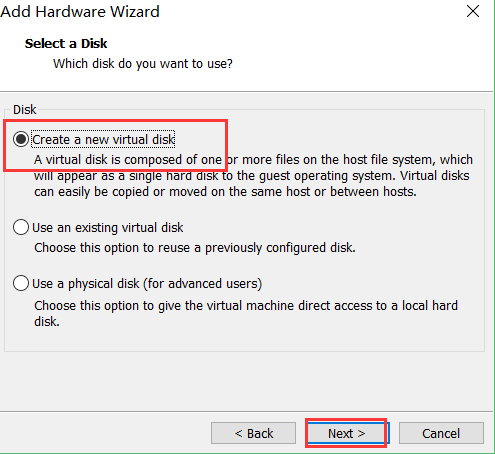 Add Hardware Wizard
Select a Disk
Which disk do you want to use?
Disk
Create a new virtual disk
A virtual disk is composed of one or more files on the host file system, which
will appear as a single hard disk to the guest operating system. Virtual disks
can easily be copied or moved on the same host or between hosts.
Use an existing virtual disk
Choose this option to reuse a previously configured disk.
Use a physical disk (for advanced users)
Choose this option to give the virtual machine direct access to a local hard
disk.
< Back
Next >
Cancel